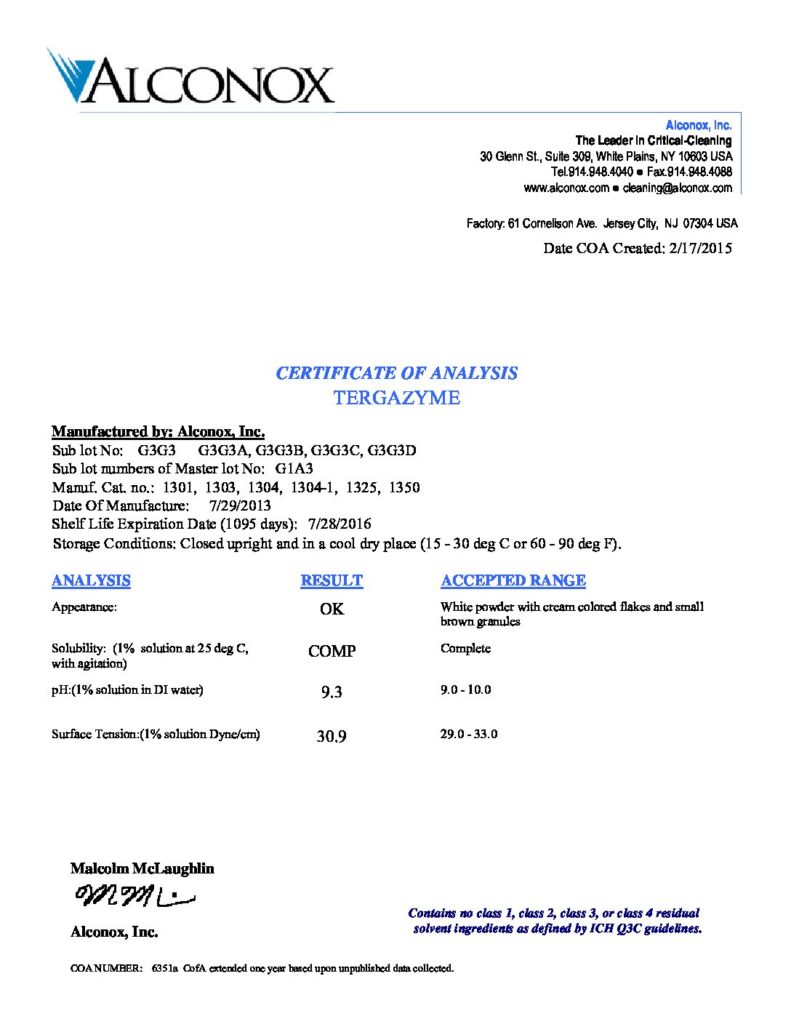 ALCONOX
Alconox, Inc.
The Leader in Critical-Cleaning
30 Glenn St., Suite 309, White Plains, NY 10603 USA
Tel.914.948.4040 ● Fax.914.948.4088
www.alconox.com ● cleaning@alconox.com
Factory: 61 Cornelison Ave. Jersey City, NJ 07304 USA
Date COA Created: 2/17/2015
CERTIFICATE OF ANALYSIS
TERGAZYME
Manufactured by: Alconox, Inc.
Sub lot No: G3G3 G3G3A, G3G3B, G3G3C, G3G3D
Sub lot numbers of Master lot No: G1A3
Manuf. Cat. no.: 1301, 1303, 1304, 1304-1, 1325, 1350
Date Of Manufacture: 7/29/2013
Shelf Life Expiration Date (1095 days): 7/28/2016
Storage Conditions: Closed upright and in a cool dry place (15 - 30 deg C or 60 - 90 deg F).
ANALYSIS RESULT ACCEPTED RANGE
Appearance: OK White powder with cream colored flakes and small
brown granules
Solubility: (1% solution at 25 deg C, COMP Complete
with agitation)
pH:(1% solution in DI water) 9.3 9.0 - 10.0
Surface Tension:(1% solution Dyne/cm) 30.9 29.0 - 33.0
Malcolm McLaughlin
Alconox, Inc.
Contains no class 1, class 2, class 3, or class 4 residual
solvent ingredients as defined by ICH Q3C guidelines.
COA NUMBER: 6351a CofA extended one year based upon unpublished data collected.